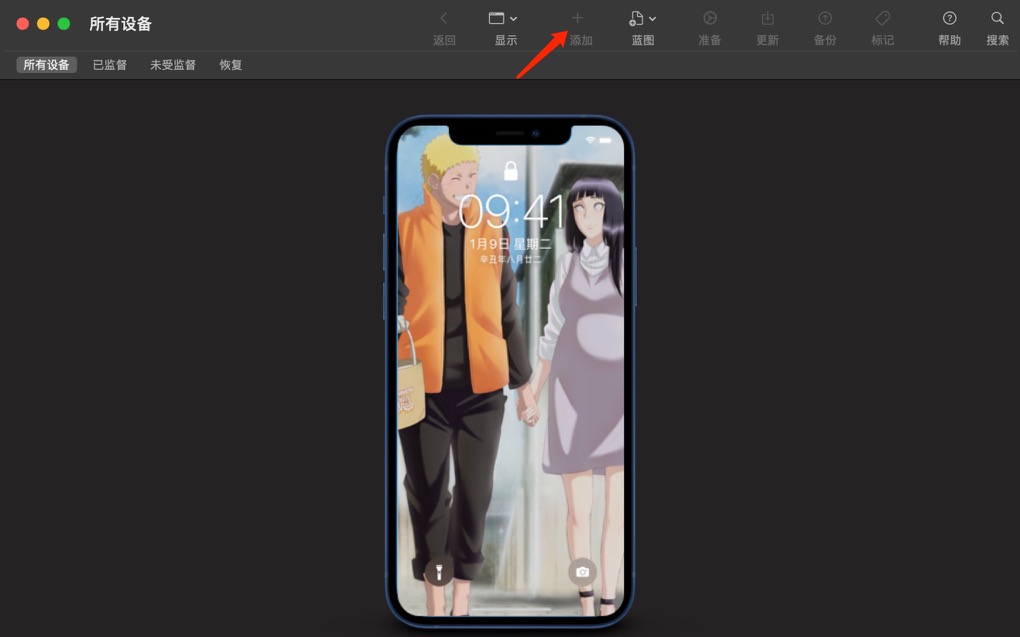 所有设备
返回
显示
添加
蓝图
准备
更新
备份
标记
帮助
搜索
所有设备
已监督
未受监督
恢复
09:41
1月9日 星期二
辛丑年八月廿二